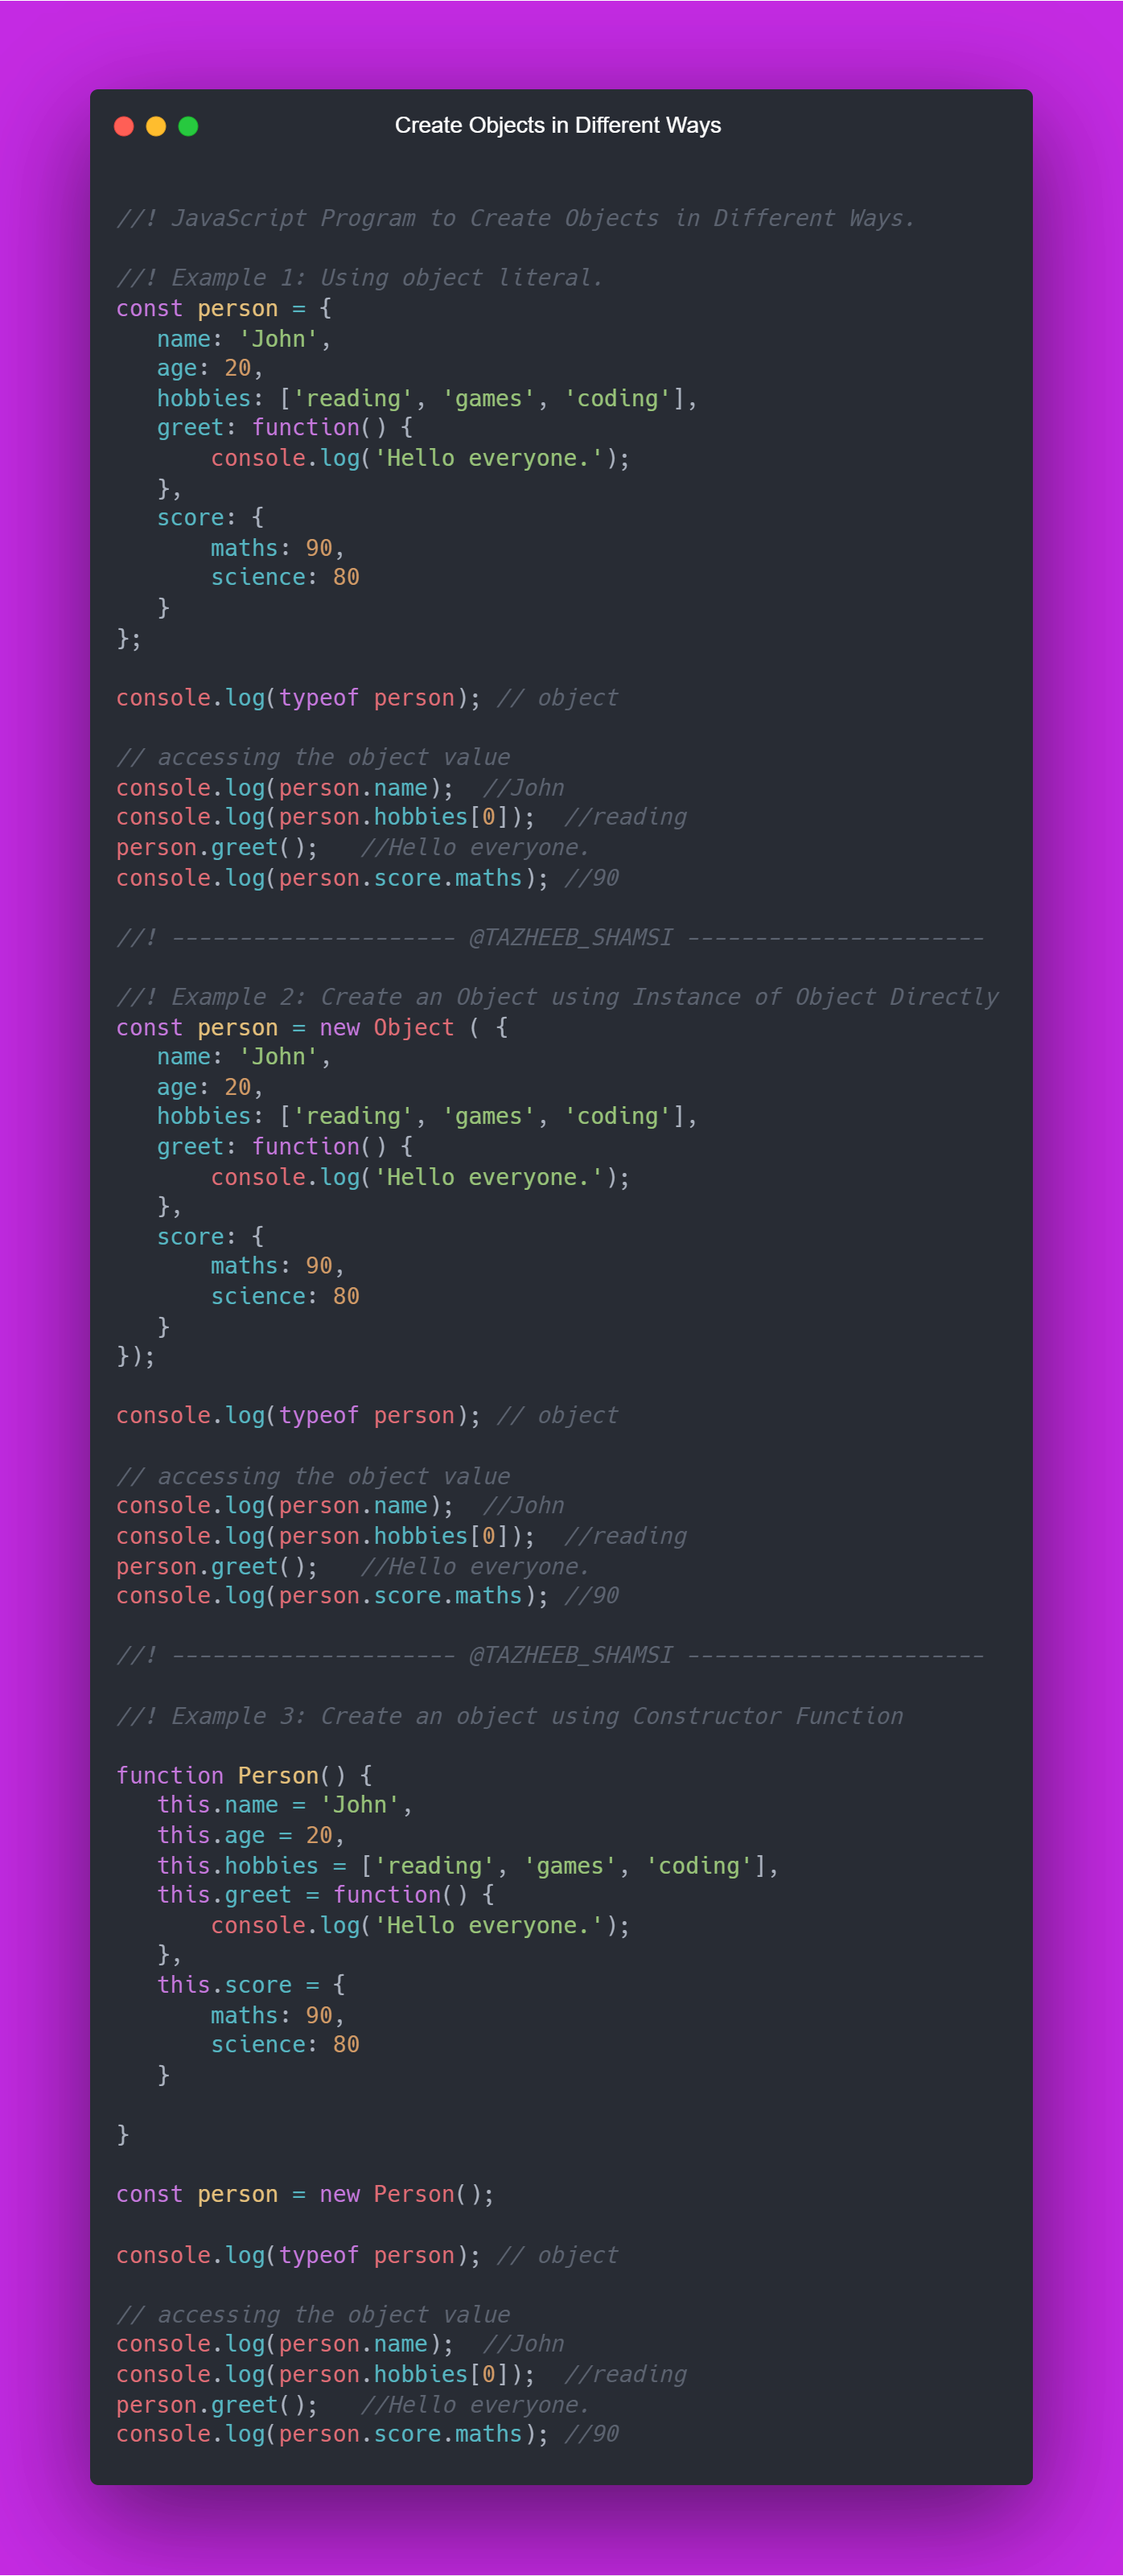 Create Objects in Different Ways
//! JavaScript Program to Create Objects in Different Ways.
//! Example 1: Using object literal.
const person = {
   name: 'John',
   age: 20,
   hobbies: ['reading', 'games', 'coding'],
   greet: function() {
       console.log('Hello everyone.');
   },
   score: {
       maths: 90,
       science: 80
   }
};
console.log(typeof person); // object
// accessing the object value
console.log(person.name);  //John
console.log(person.hobbies[0]);  //reading
person.greet();   //Hello everyone.
console.log(person.score.maths); //90
//! --------------------- @TAZHEEB_SHAMSI ----------------------
//! Example 2: Create an Object using Instance of Object Directly
const person = new Object ( {
   name: 'John',
   age: 20,
   hobbies: ['reading', 'games', 'coding'],
   greet: function() {
       console.log('Hello everyone.');
   },
   score: {
       maths: 90,
       science: 80
   }
});
console.log(typeof person); // object
// accessing the object value
console.log(person.name);  //John
console.log(person.hobbies[0]);  //reading
person.greet();   //Hello everyone.
console.log(person.score.maths); //90
//! --------------------- @TAZHEEB_SHAMSI ----------------------
//! Example 3: Create an object using Constructor Function
function Person() {
   this.name = 'John',
   this.age = 20,
   this.hobbies = ['reading', 'games', 'coding'],
   this.greet = function() {
       console.log('Hello everyone.');
   },
   this.score = {
       maths: 90,
       science: 80
   }
}
const person = new Person();
console.log(typeof person); // object
// accessing the object value
console.log(person.name);  //John
console.log(person.hobbies[0]);  //reading
person.greet();   //Hello everyone.
console.log(person.score.maths); //90